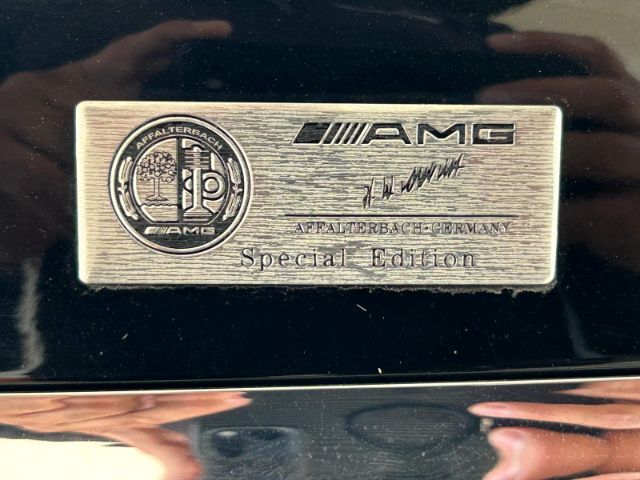 AFFALTERBACH
AMG
AMG
AFFALTERBACH-GERMANY
Special Edition